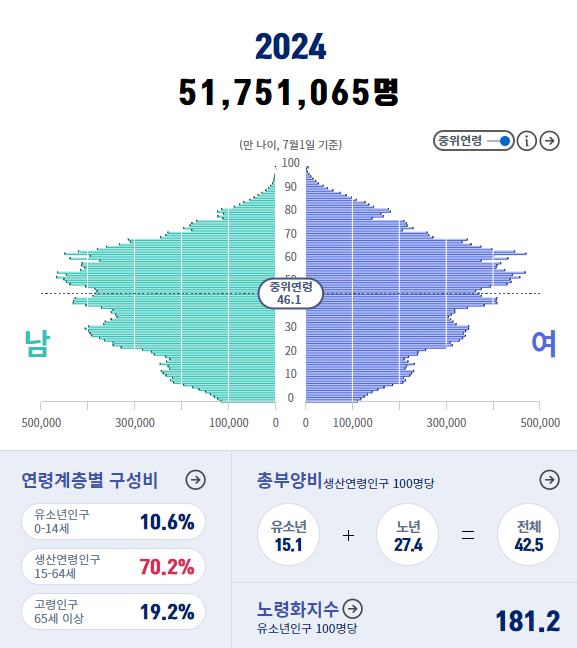 2024
51,751,065명
중위연령
(만 나이, 7월1일 기준)
100
90
80
70
60
50
중위연령
46.1
30
20
10
0
남
여
500,000
300,000
100,000
0
0
100,000
300,000
500,000
연령계층별 구성비
유소년인구
0-14세
10.6%
생산연령인구
15-64세
70.2%
고령인구
65세 이상
19.2%
총부양비 생산연령인구 100명당
유소년
15.1
+
노년
27.4
=
전체
42.5
노령화지수
유소년인구 100명당
181.2